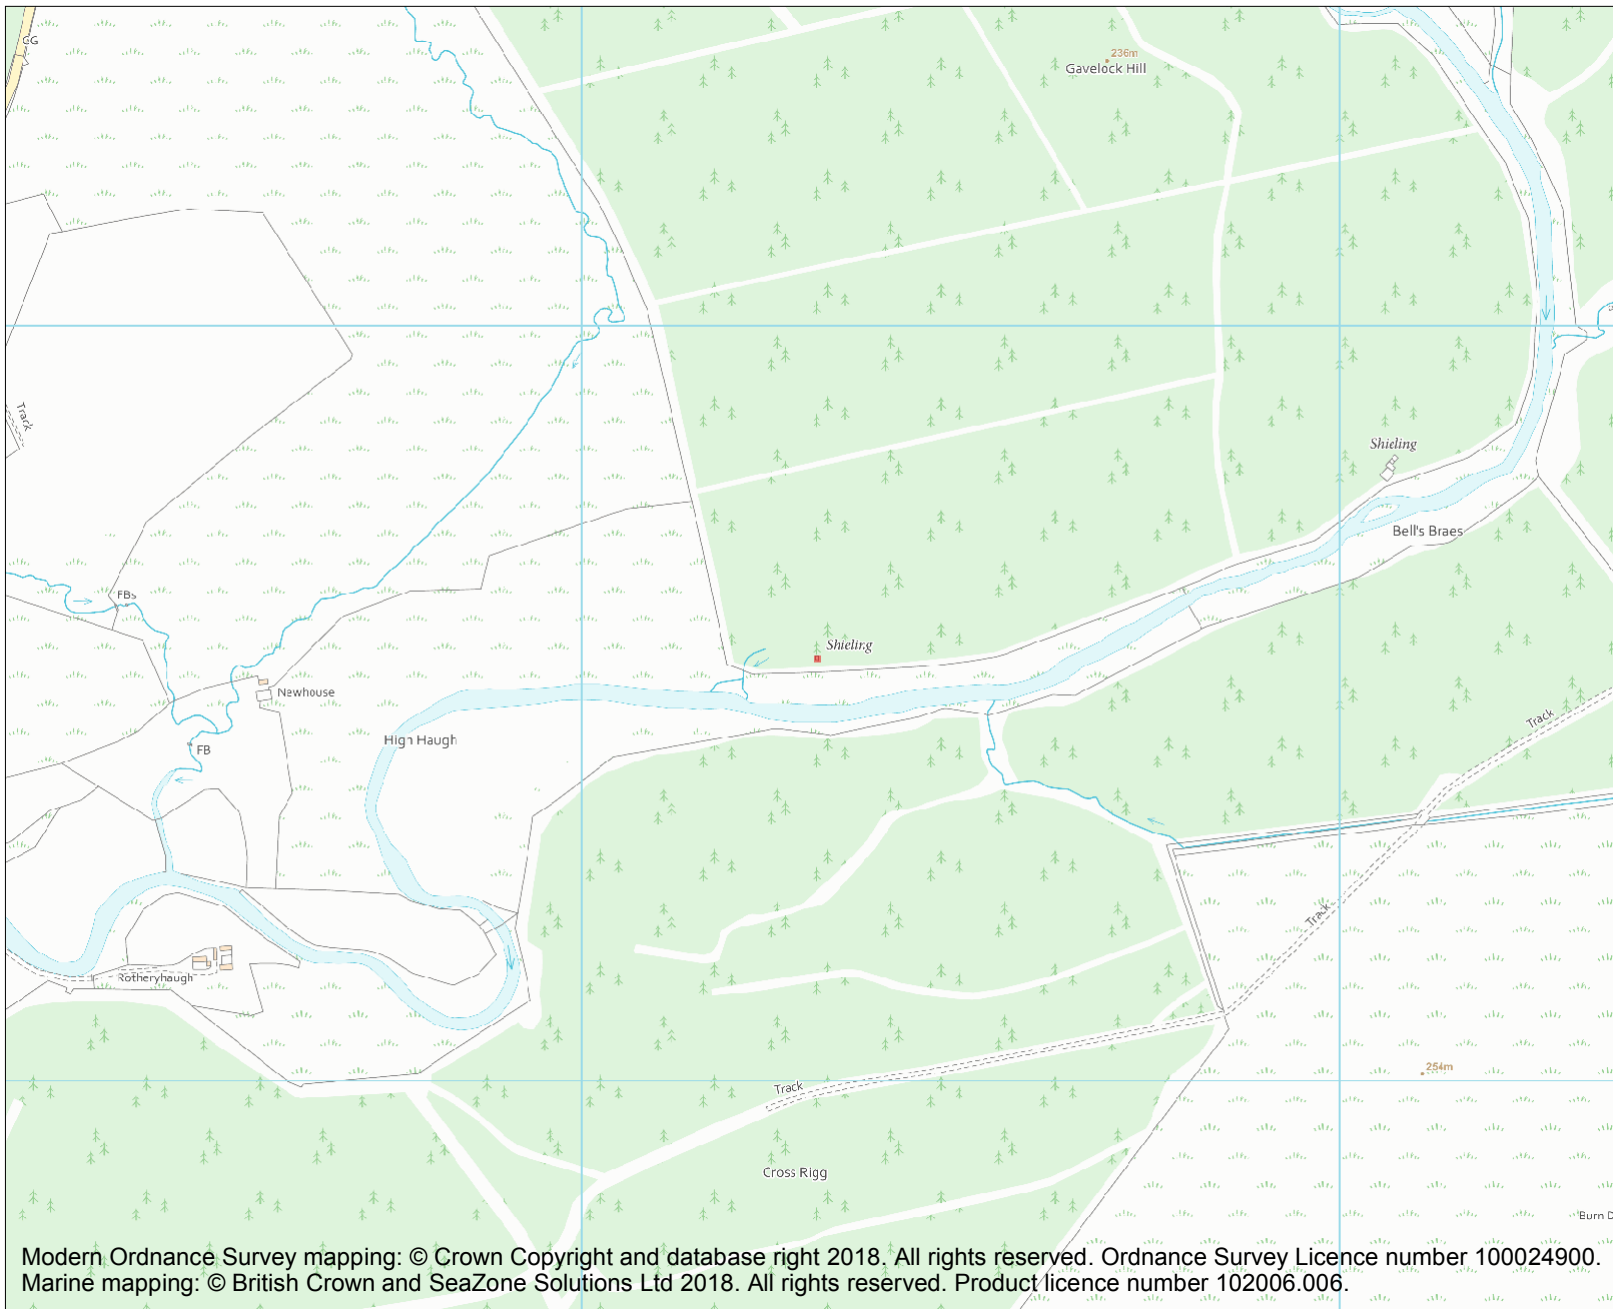 CG
236m
Gavelock Hill
Track
Shieling
Bell's Braes
FBs
Shieling
Newhouse
High Haugh
FB
Track
Track
Rotheryhaugh
254m
Track
Cross Rigg
Burn
Modern Ordnance Survey mapping: © Crown Copyright and database right 2018. All rights reserved. Ordnance Survey Licence number 100024900.
Marine mapping: © British Crown and SeaZone Solutions Ltd 2018. All rights reserved. Product licence number 102006.006.